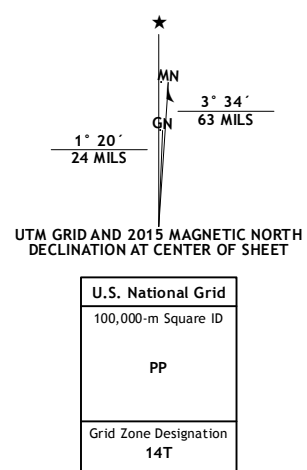 ★
MN
3° 34´
63 MILS
GN
1° 20´
24 MILS
UTM GRID AND 2015 MAGNETIC NORTH
DECLINATION AT CENTER OF SHEET
U.S. National Grid
100,000-m Square ID
PP
Grid Zone Designation
14T